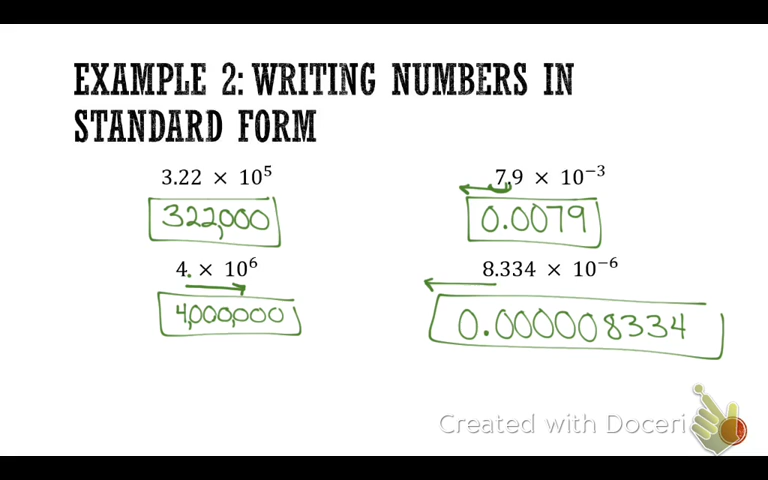 EXAMPLE 2: WRITING NUMBERS IN
STANDARD FORM
3.22 × 10⁵
7.9 × 10⁻³
322,000
0.0079
4. × 10⁶
8.334 × 10⁻⁶
4,000,000
0.000008334
Created with Doceri